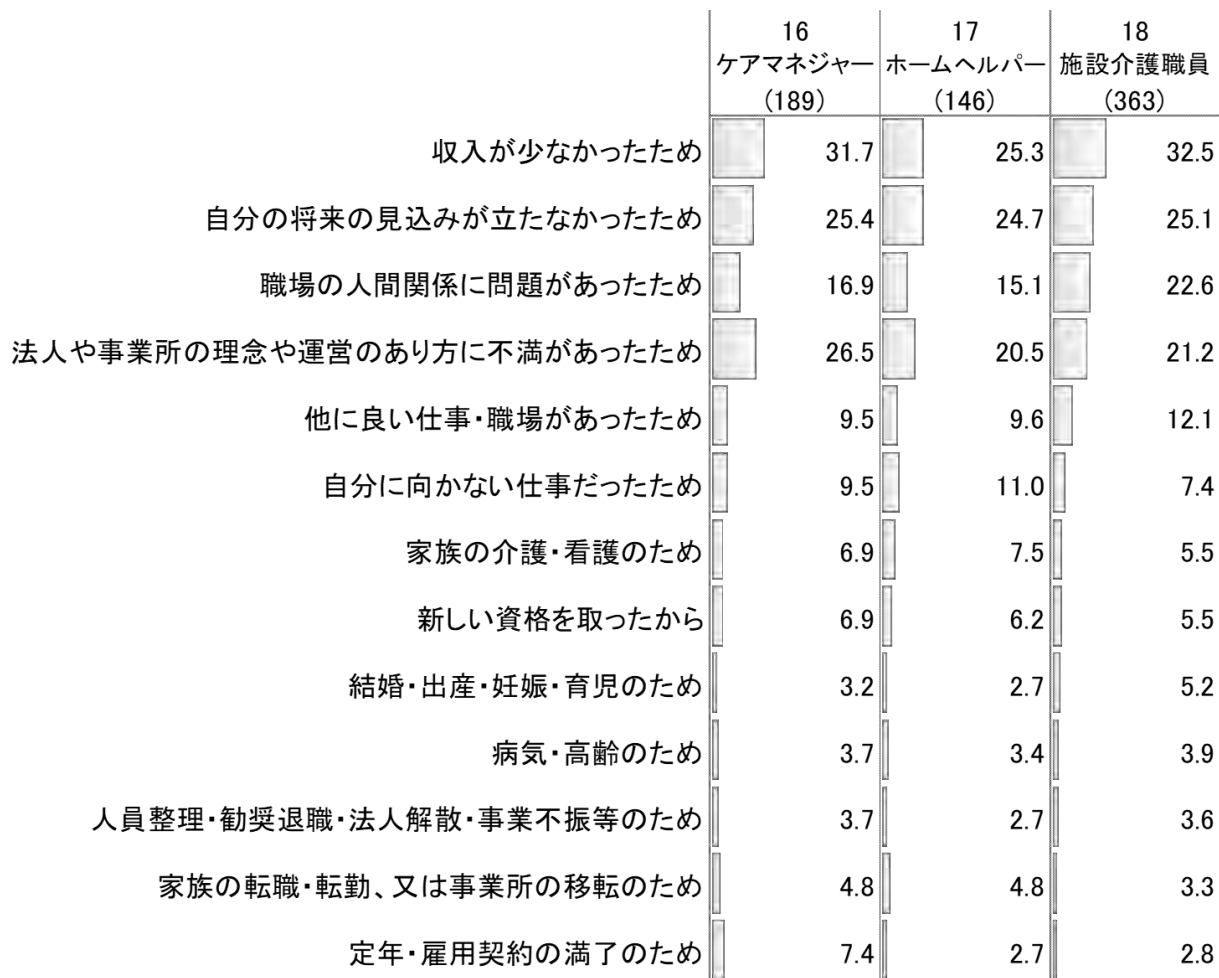 16 17 18
ケアマネジャー ホームヘルパー 施設介護職員
(189) (146) (363)
収入が少なかったため 31.7 25.3 32.5
自分の将来の見込みが立たなかったため 25.4 24.7 25.1
職場の人間関係に問題があったため 16.9 15.1 22.6
法人や事業所の理念や運営のあり方に不満があったため 26.5 20.5 21.2
他に良い仕事・職場があったため 9.5 9.6 12.1
自分に向かない仕事だったため 9.5 11.0 7.4
家族の介護・看護のため 6.9 7.5 5.5
新しい資格を取ったから 6.9 6.2 5.5
結婚・出産・妊娠・育児のため 3.2 2.7 5.2
病気・高齢のため 3.7 3.4 3.9
人員整理・勧奨退職・法人解散・事業不振等のため 3.7 2.7 3.6
家族の転職・転勤、又は事業所の移転のため 4.8 4.8 3.3
定年・雇用契約の満了のため 7.4 2.7 2.8